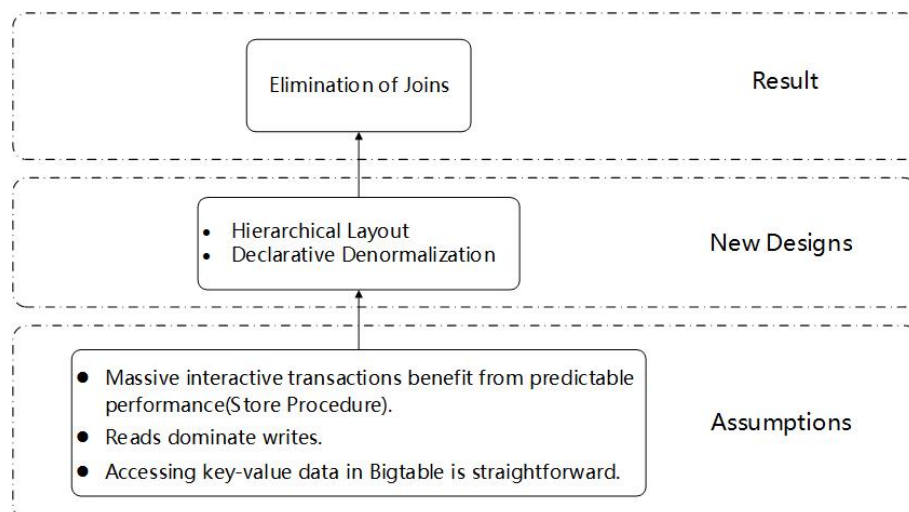 Elimination of Joins
Result
• Hierarchical Layout
• Declarative Denormalization
New Designs
● Massive interactive transactions benefit from predictable
performance(Store Procedure).
● Reads dominate writes.
● Accessing key-value data in Bigtable is straightforward.
Assumptions